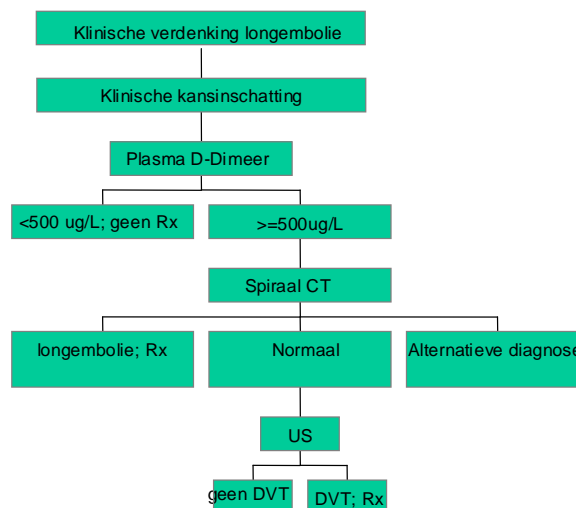 Klinische verdenking longembolie
Klinische kansinschatting
Plasma D-Dimeer
<500 ug/L; geen Rx
>=500ug/L
Spiraal CT
longembolie; Rx
Normaal
Alternatieve diagnose
US
geen DVT
DVT; Rx